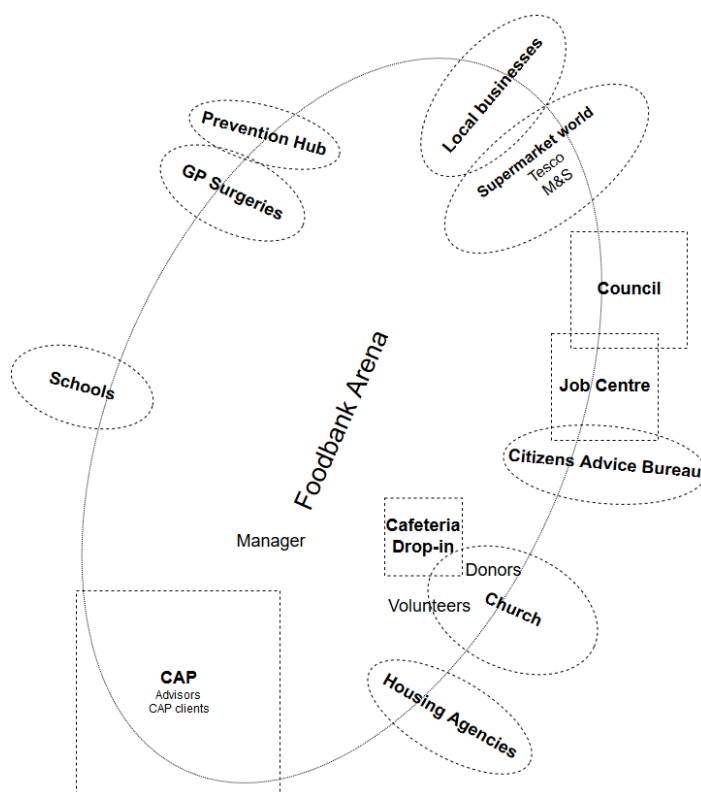 Local businesses
Supermarket world
Tesco
M&S
Prevention Hub
GP Surgeries
Council
Foodbank Arena
Job Centre
Schools
Citizens Advice Bureau
Cafeteria
Drop-in
Manager
Donors
Volunteers
Church
CAP
Advisors
CAP clients
Housing Agencies